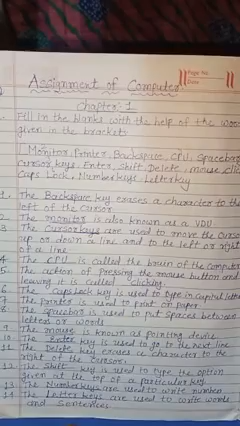 Page No.
Date
Assignment of Computer
Chapter-1
Fill in the blanks with the help of the words
given in the brackets
[Monitor, Printer, Backspace, CPU, Spacebar
Cursor keys, Enter, Shift, Delete, mouse, click
Caps Lock, Number keys, Letter key
1. The Backspace key erases a character to the
left of the cursor.
2. The monitor is also known as a VDU
3. The Cursor keys are used to move the cursor
up or down a line and to the left or right
of a line
4. The CPU is called the brain of the computer
5. The action of pressing the mouse button and
leaving it is called clicking.
6. The Caps Lock key is used to type in capital letters
7. The printer is used to print on paper.
8. The spacebar is used to put spaces between
letters or words
9. The mouse is known as pointing device
10. The Enter key is used to go to the next line
11. The Delete key erases a character to the
right of the cursor.
12. The Shift key is used to type the option
given at the top of a particular key.
13. The Number keys are used to write number
14. The Letter keys are used to write words
and sentences